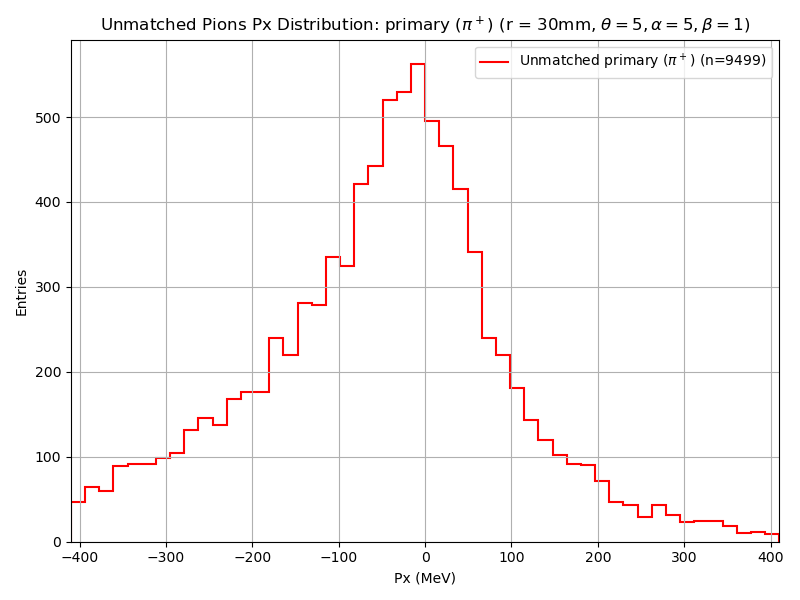 Unmatched Pions Px Distribution: primary (π⁺) (r = 30mm, θ = 5, α = 5, β = 1)
Unmatched primary (π⁺) (n=9499)
Entries
500
400
300
200
100
0
−400 −300 −200 −100 0 100 200 300 400
Px (MeV)